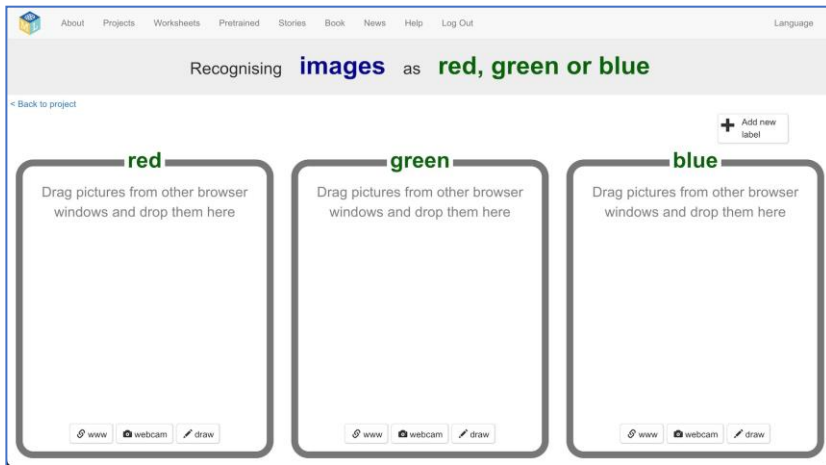 About Projects Worksheets Pretrained Stories Book News Help Log Out Language
Recognising images as red, green or blue
< Back to project
Add new
label
red green blue
Drag pictures from other browser
windows and drop them here
www webcam draw
Drag pictures from other browser
windows and drop them here
www webcam draw
Drag pictures from other browser
windows and drop them here
www webcam draw